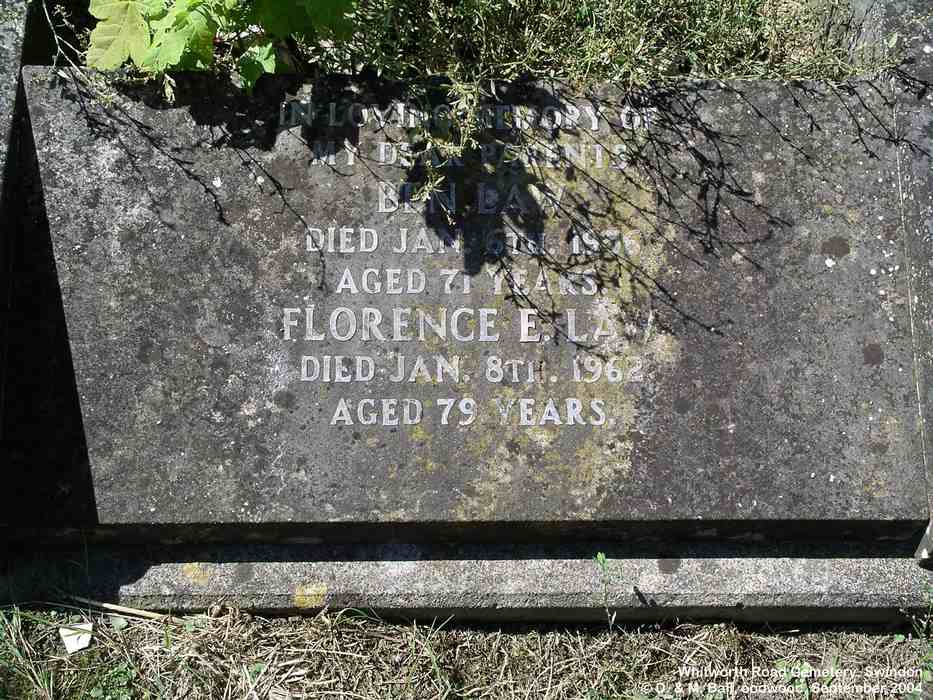 IN LOVING MEMORY OF
MY DEAR PARENTS
BEN LAW
DIED JAN. 6TH. 1956
AGED 71 YEARS.
FLORENCE E. LAW
DIED JAN. 8TH. 1962
AGED 79 YEARS.
Whitworth Road Cemetery, Swindon
© D. & M. Ball, oodwood, September, 2004